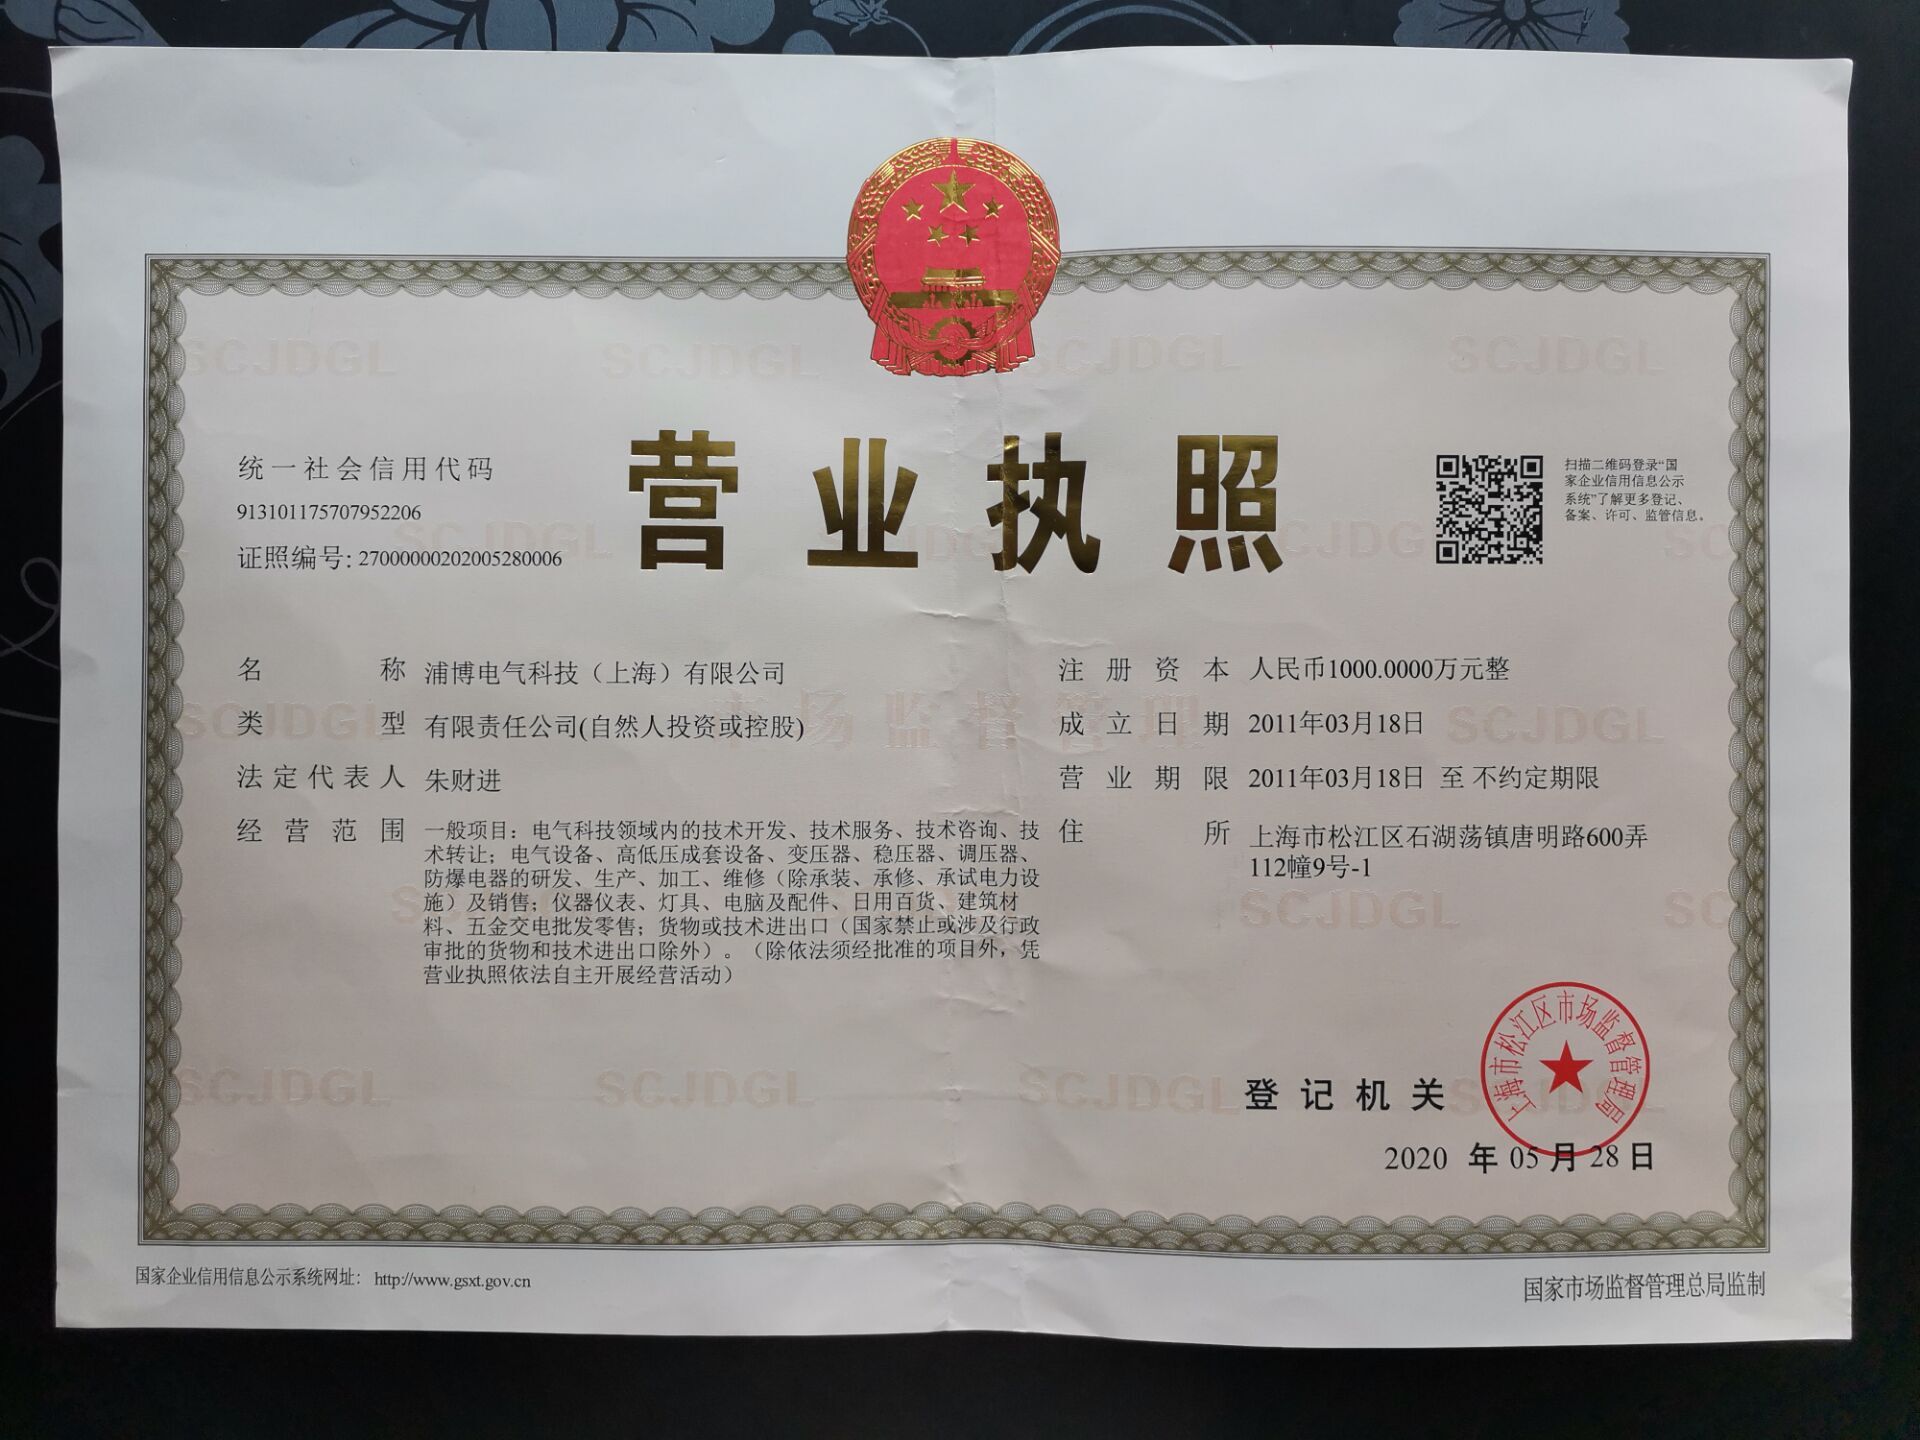 统一社会信用代码
913101175707952206
证照编号: 27000000202005280006
营业执照
扫描二维码登录“国
家企业信用信息公示
系统”了解更多登记、
备案、许可、监管信息。
名称 浦博电气科技（上海）有限公司
类型 有限责任公司(自然人投资或控股)
法定代表人 朱财进
经营范围 一般项目：电气科技领域内的技术开发、技术服务、技术咨询、技
术转让；电气设备、高低压成套设备、变压器、稳压器、调压器、
防爆电器的研发、生产、加工、维修（除承装、承修、承试电力设
施）及销售；仪器仪表、灯具、电脑及配件、日用百货、建筑材
料、五金交电批发零售；货物或技术进出口（国家禁止或涉及行政
审批的货物和技术进出口除外）。（除依法须经批准的项目外，凭
营业执照依法自主开展经营活动）
注册资本 人民币1000.0000万元整
成立日期 2011年03月18日
营业期限 2011年03月18日 至 不约定期限
住所 上海市松江区石湖荡镇唐明路600弄
112幢9号-1
登记机关
上海市松江区市场监督管理局
2020 年 05 月 28 日
国家企业信用信息公示系统网址： http://www.gsxt.gov.cn
国家市场监督管理总局监制
SCJDGL
SCJDGL
SCJDGL
SCJDGL
SCJDGL
SCJDGL
市场监督管理
SCJDGL
SCJDGL
SCJDGL
SCJDGL
SCJDGL
SCJDGL